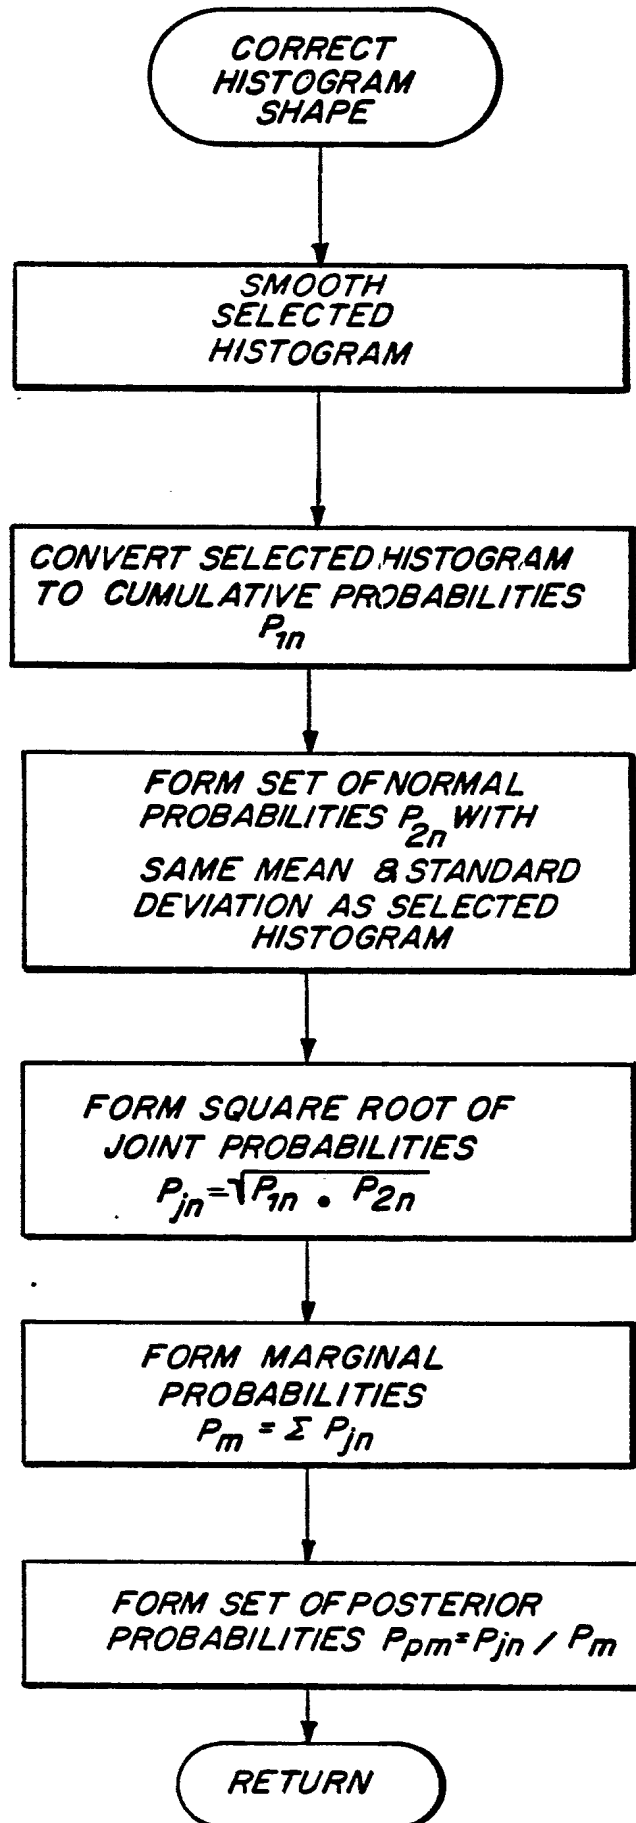 CORRECT
HISTOGRAM
SHAPE
SMOOTH
SELECTED
HISTOGRAM
CONVERT SELECTED HISTOGRAM
TO CUMULATIVE PROBABILITIES
P1n
FORM SET OF NORMAL
PROBABILITIES P2n WITH
SAME MEAN & STANDARD
DEVIATION AS SELECTED
HISTOGRAM
FORM SQUARE ROOT OF
JOINT PROBABILITIES
Pjn=√P1n . P2n
FORM MARGINAL
PROBABILITIES
Pm = Σ Pjn
FORM SET OF POSTERIOR
PROBABILITIES Ppm=Pjn / Pm
RETURN